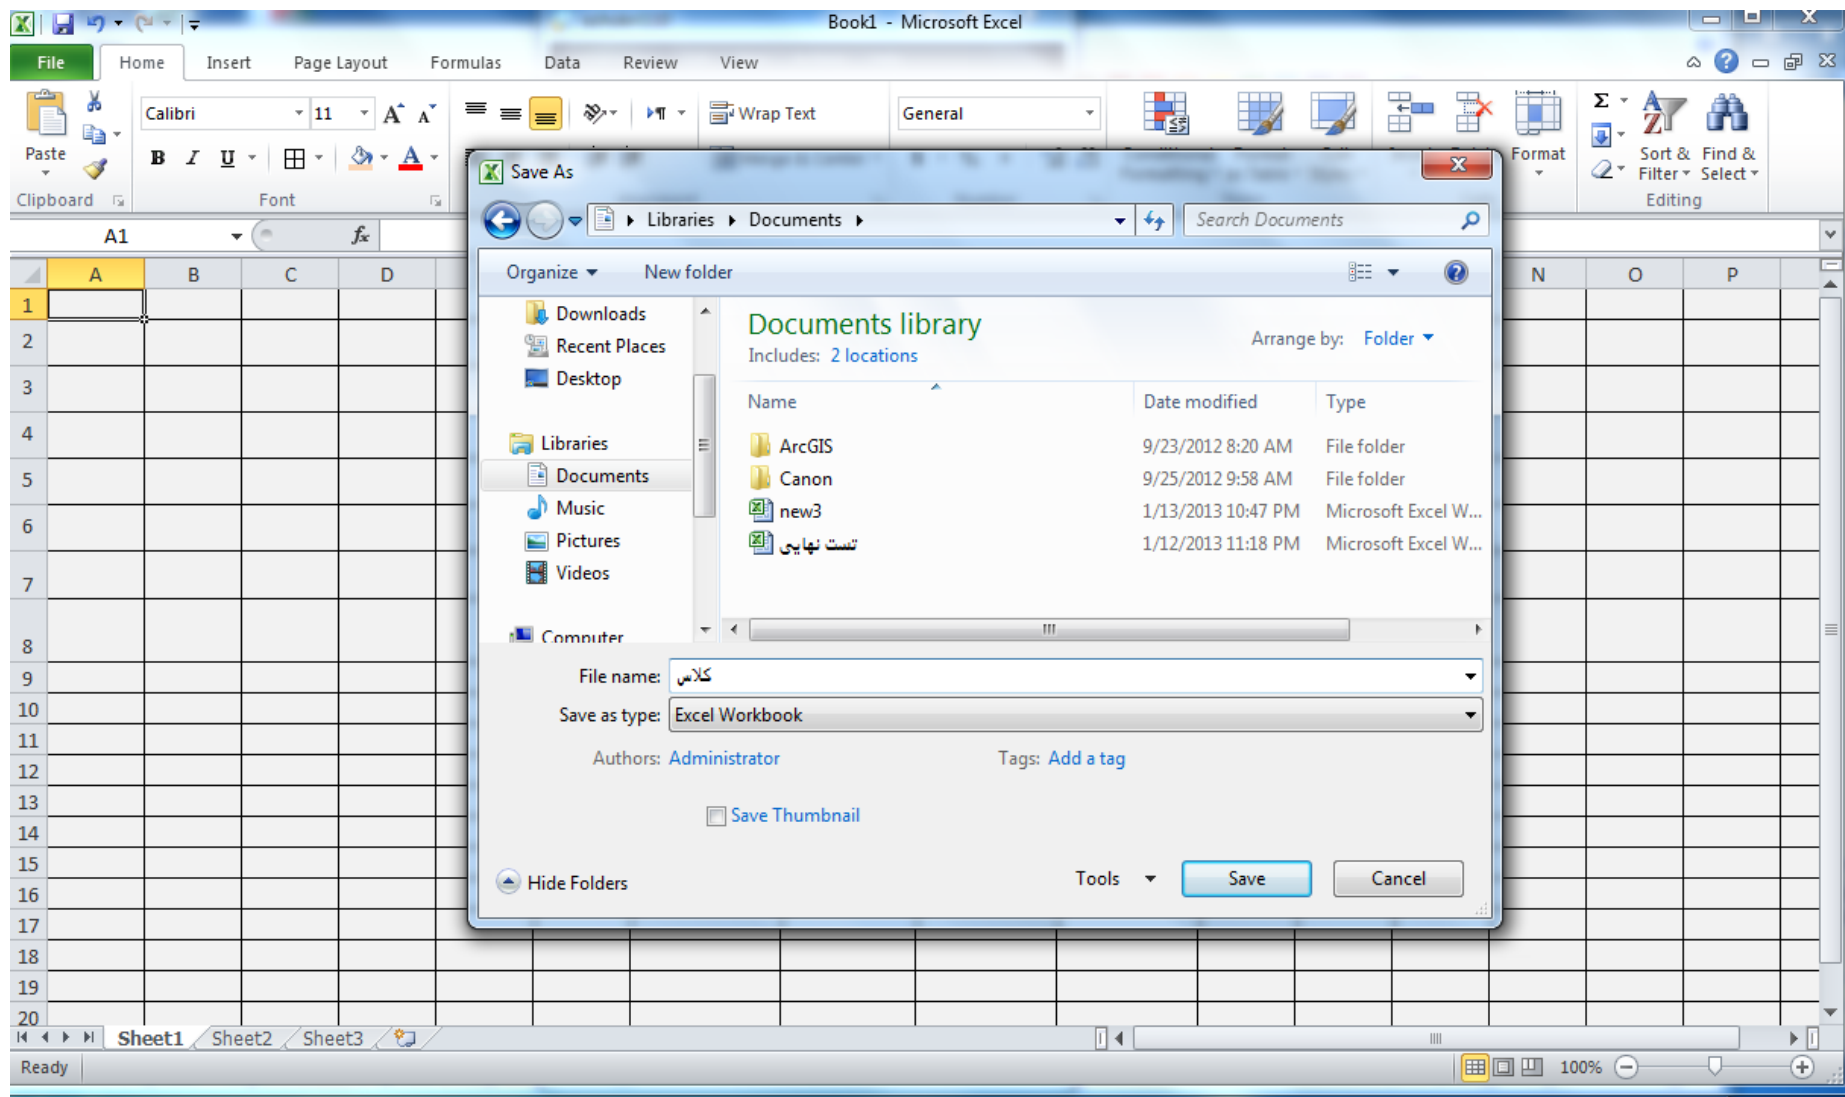 Book1 - Microsoft Excel
File Home Insert Page Layout Formulas Data Review View
Calibri 11 Wrap Text General
Paste Format Sort & Filter Find & Select
Clipboard Font Editing
A1 fx
A B C D N O P
1
2
3
4
5
6
7
8
9
10
11
12
13
14
15
16
17
18
19
20
Save As
Libraries Documents Search Documents
Organize New folder
Downloads
Recent Places
Desktop
Libraries
Documents
Music
Pictures
Videos
Computer
Documents library
Includes: 2 locations
Arrange by: Folder
Name Date modified Type
ArcGIS 9/23/2012 8:20 AM File folder
Canon 9/25/2012 9:58 AM File folder
new3 1/13/2013 10:47 PM Microsoft Excel W...
تست نهایی 1/12/2013 11:18 PM Microsoft Excel W...
File name: کلاس
Save as type: Excel Workbook
Authors: Administrator Tags: Add a tag
Save Thumbnail
Hide Folders Tools Save Cancel
Sheet1 Sheet2 Sheet3
Ready 100%